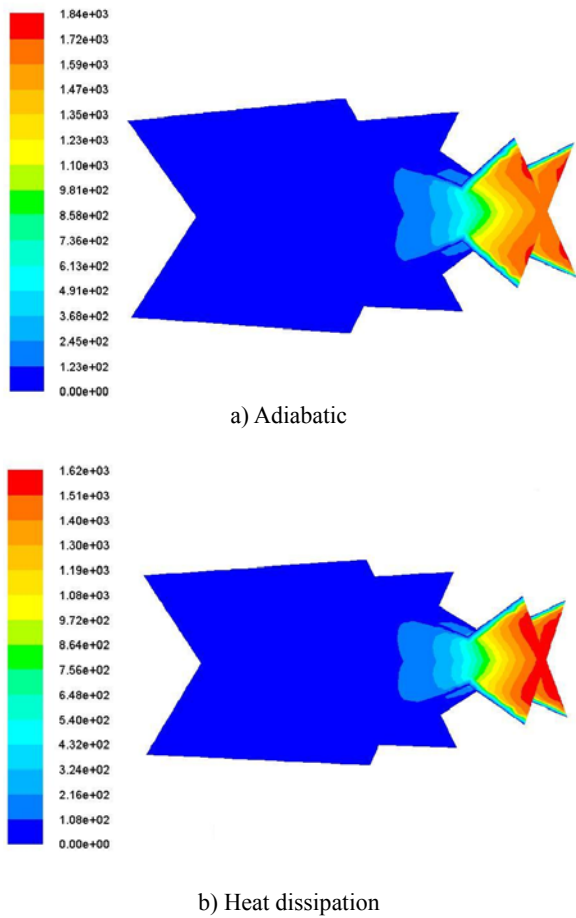 1.84e+03
1.72e+03
1.59e+03
1.47e+03
1.35e+03
1.23e+03
1.10e+03
9.81e+02
8.58e+02
7.36e+02
6.13e+02
4.91e+02
3.68e+02
2.45e+02
1.23e+02
0.00e+00
a) Adiabatic
1.62e+03
1.51e+03
1.40e+03
1.30e+03
1.19e+03
1.08e+03
9.72e+02
8.64e+02
7.56e+02
6.48e+02
5.40e+02
4.32e+02
3.24e+02
2.16e+02
1.08e+02
0.00e+00
b) Heat dissipation